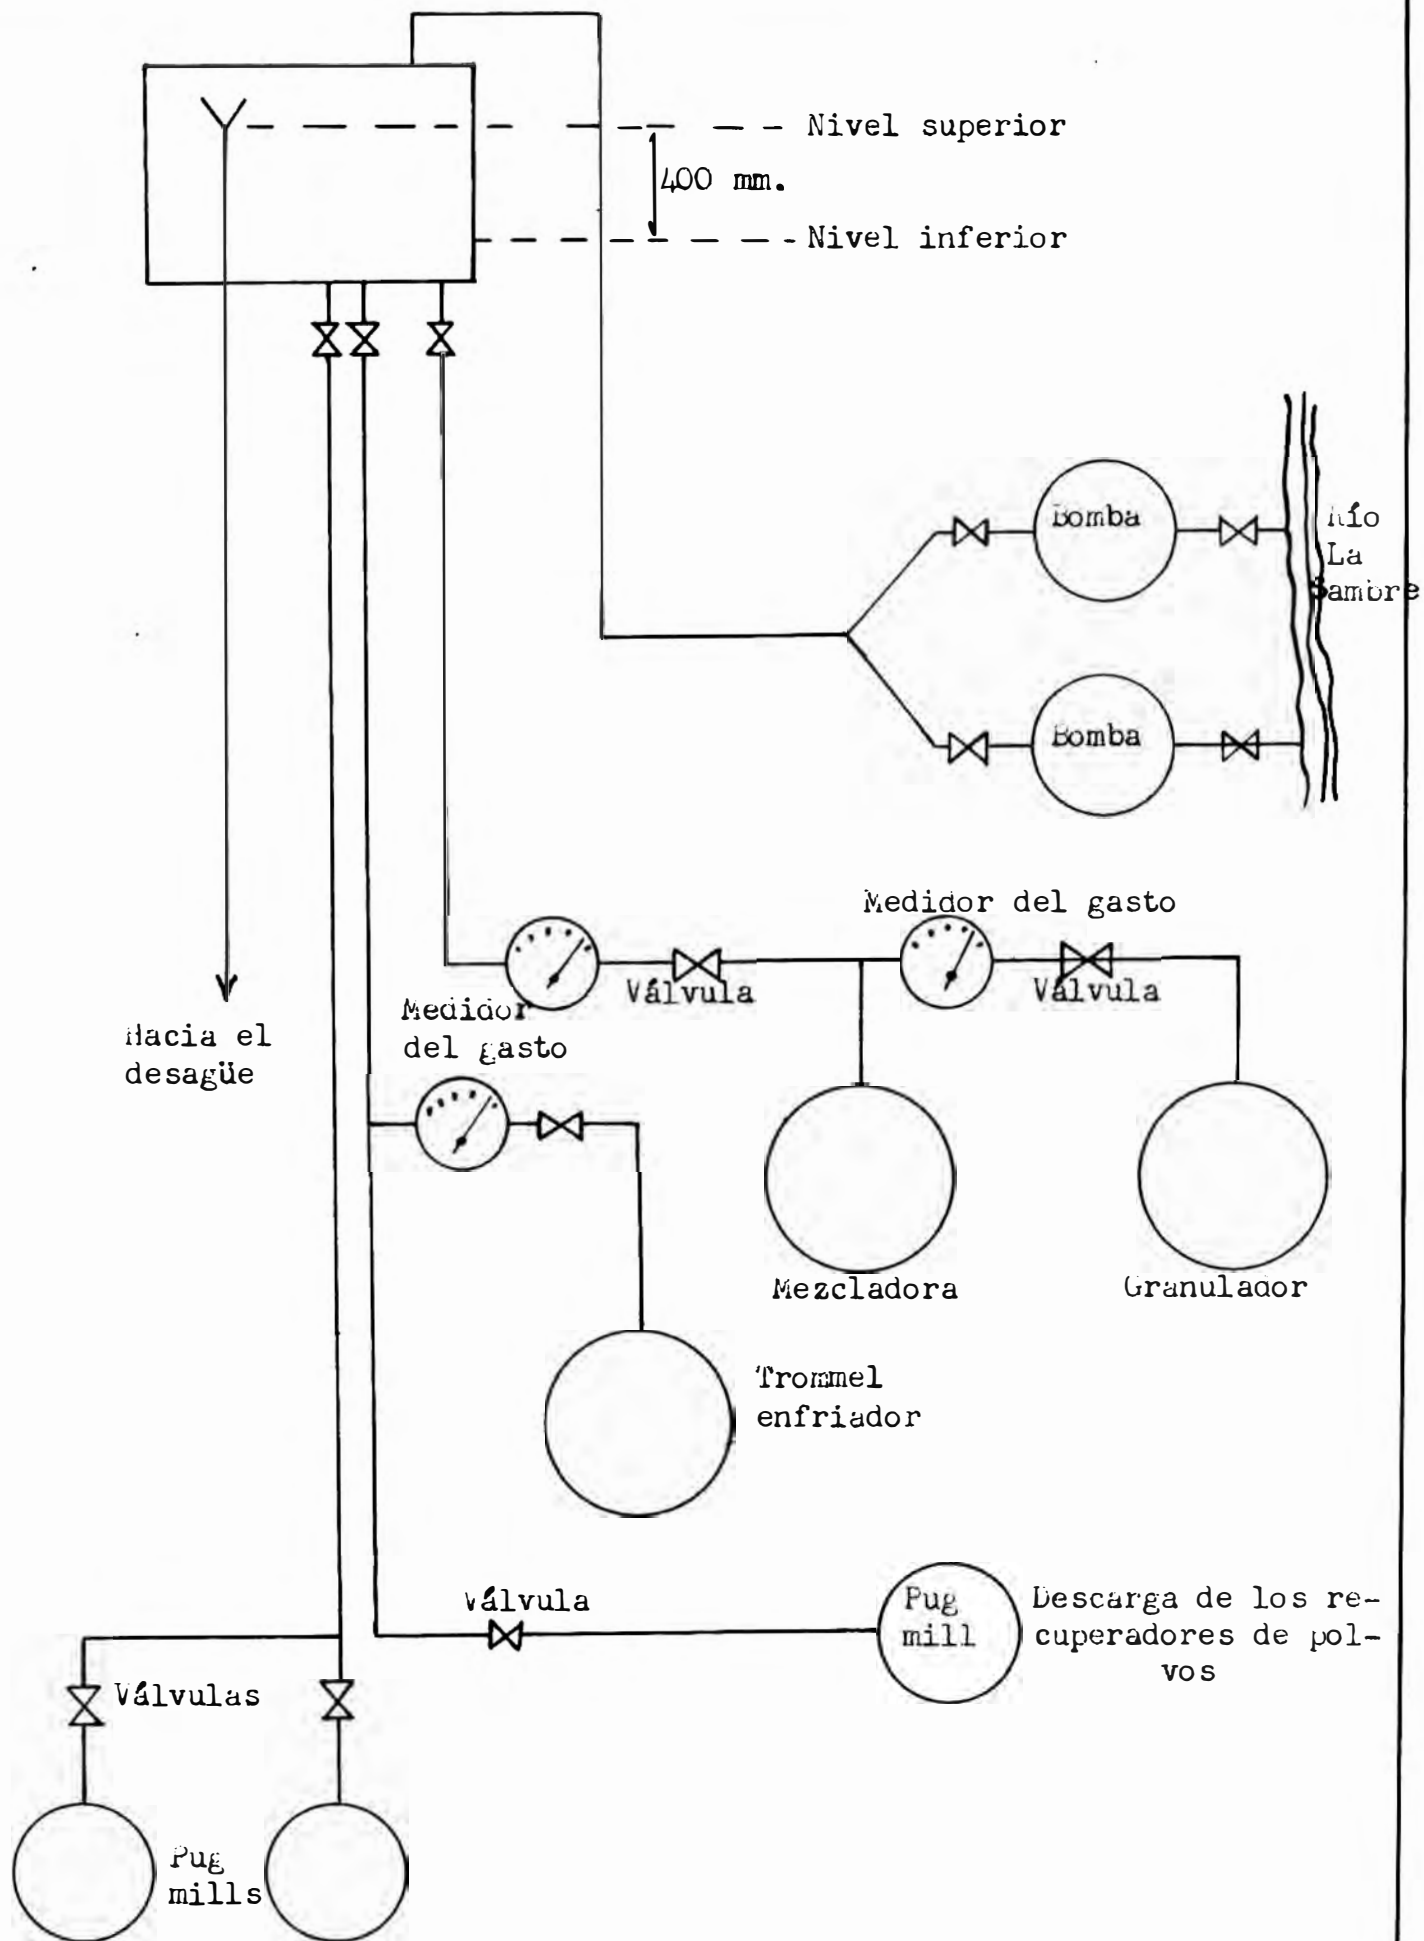 Nivel superior
400 mm.
Nivel inferior
Bomba
Río
La
Sambre
Bomba
Medidor del gasto
Válvula
Válvula
Medidor
del gasto
Hacia el
desagüe
Mezcladora
Granulador
Trommel
enfriador
Válvula
Pug
mill
Descarga de los re-
cuperadores de pol-
vos
Válvulas
Pug
mills